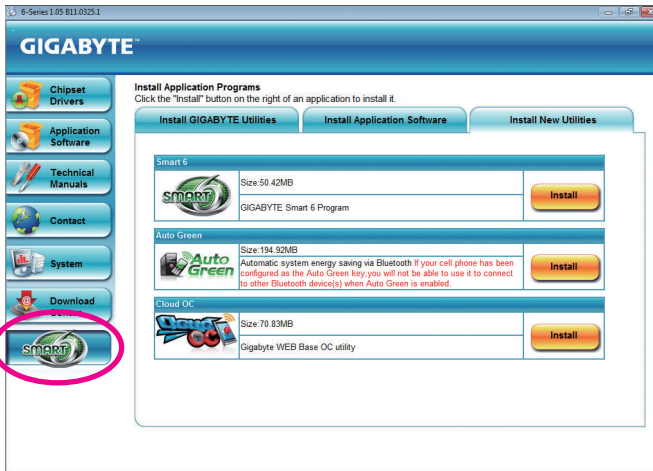 6-Series 1.05 B11.0325.1
GIGABYTE™
Chipset
Drivers
Application
Software
Technical
Manuals
Contact
System
Download
SMART6
Install Application Programs
Click the "Install" button on the right of an application to install it.
Install GIGABYTE Utilities
Install Application Software
Install New Utilities
Smart 6
SMART6
Size:50.42MB
GIGABYTE Smart 6 Program
Install
Auto Green
Auto
Green
Size:194.92MB
Automatic system energy saving via Bluetooth If your cell phone has been
configured as the Auto Green key,you will not be able to use it to connect
to other Bluetooth device(s) when Auto Green is enabled.
Install
Cloud OC
Cloud
OC
Size:70.83MB
Gigabyte WEB Base OC utility
Install